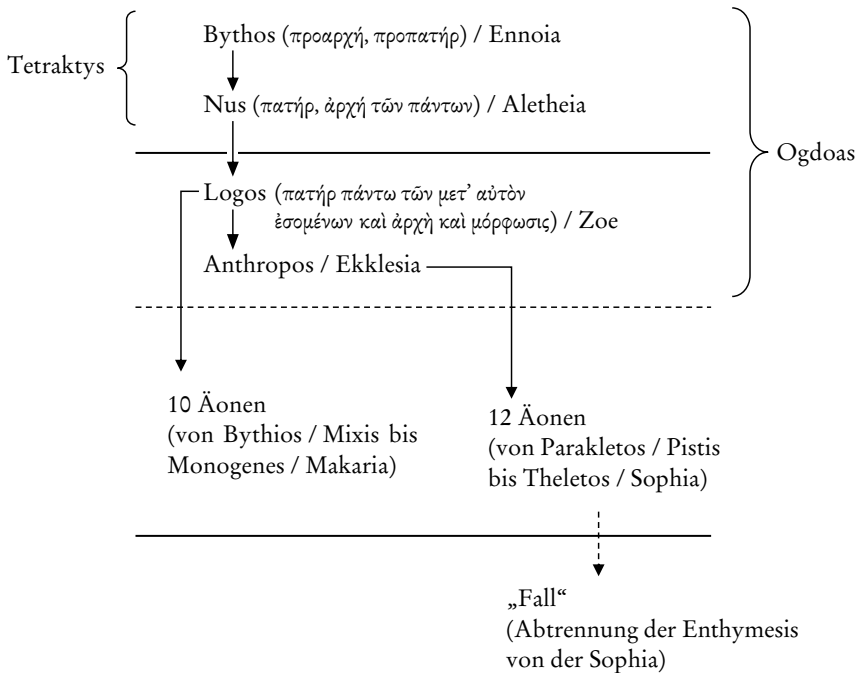 Bythos (προαρχή, προπατήρ) / Ennoia
Tetraktys
Nus (πατήρ, ἀρχή τῶν πάντων) / Aletheia
Ogdoas
Logos (πατήρ πάντω τῶν μετ’ αὐτὸν
ἐσομένων καὶ ἀρχὴ καὶ μόρφωσις) / Zoe
Anthropos / Ekklesia
10 Äonen
(von Bythios / Mixis bis
Monogenes / Makaria)
12 Äonen
(von Parakletos / Pistis
bis Theletos / Sophia)
„Fall“
(Abtrennung der Enthymesis
von der Sophia)